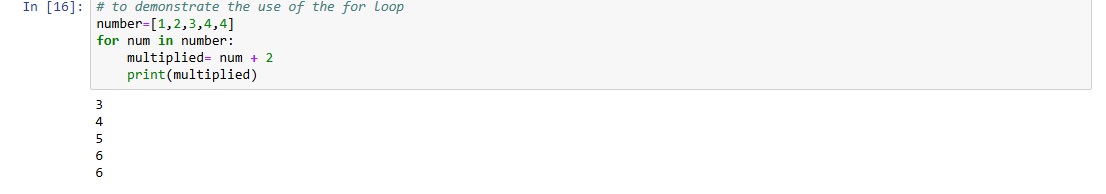 In [16]: # to demonstrate the use of the for loop
number=[1,2,3,4,4]
for num in number:
    multiplied= num + 2
    print(multiplied)
3
4
5
6
6